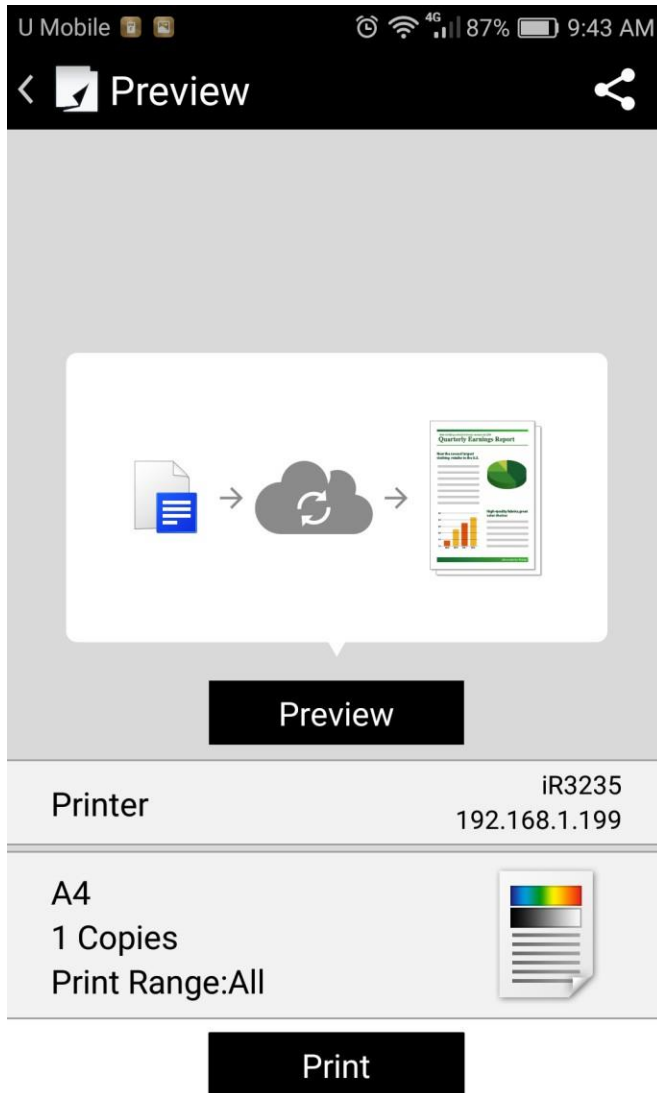 U Mobile 4G 87% 9:43 AM
Preview
Quarterly Earnings Report
Preview
Printer
iR3235
192.168.1.199
A4
1 Copies
Print Range:All
Print